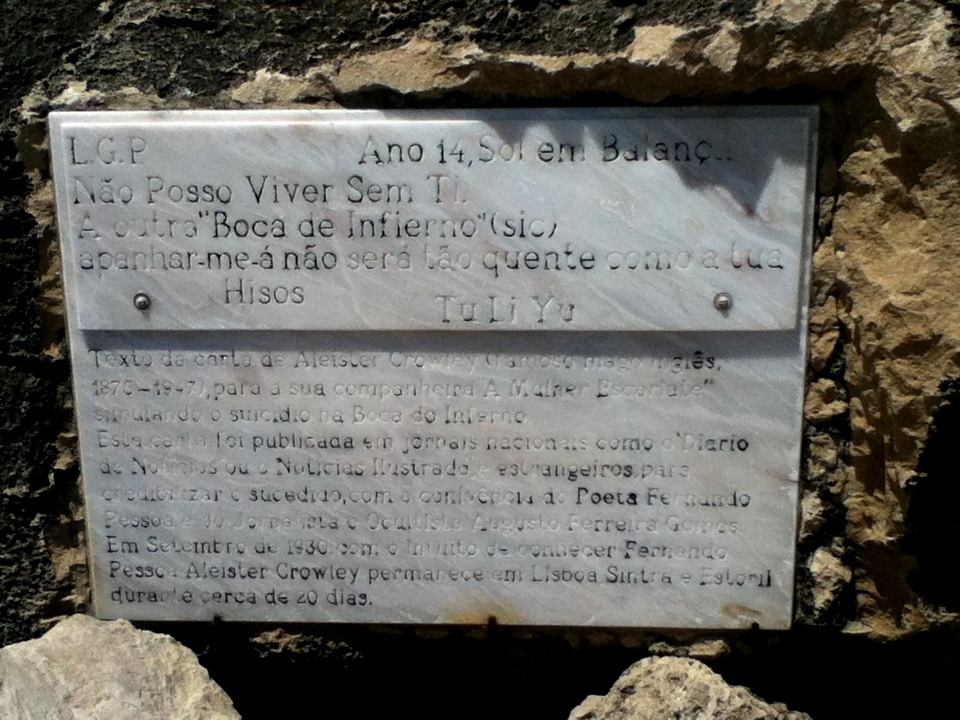 L.G.P Ano 14, Sol em Balança
Não Posso Viver Sem Ti.
A outra "Boca de Infierno" (sic)
apanhar-me-á não será tão quente como a tua
Hisos
Tu Li Yu
Texto da carta de Aleister Crowley (famoso mago inglês,
1875-1947), para a sua companheira "A Mulher Escarlate"
simulando o suicídio na Boca do Inferno
Esta carta foi publicada em jornais nacionais como o "Diario
de Noticias ou o Noticias Ilustrado, e estrangeiros, para
credibilizar o sucedido, com a conivência do Poeta Fernando
Pessoa e do Jornalista e Ocultista Augusto Ferreira Gomes
Em Setembro de 1930 com o intuito de conhecer Fernando
Pessoa Aleister Crowley permanece em Lisboa Sintra e Estoril
durante cerca de 20 dias.